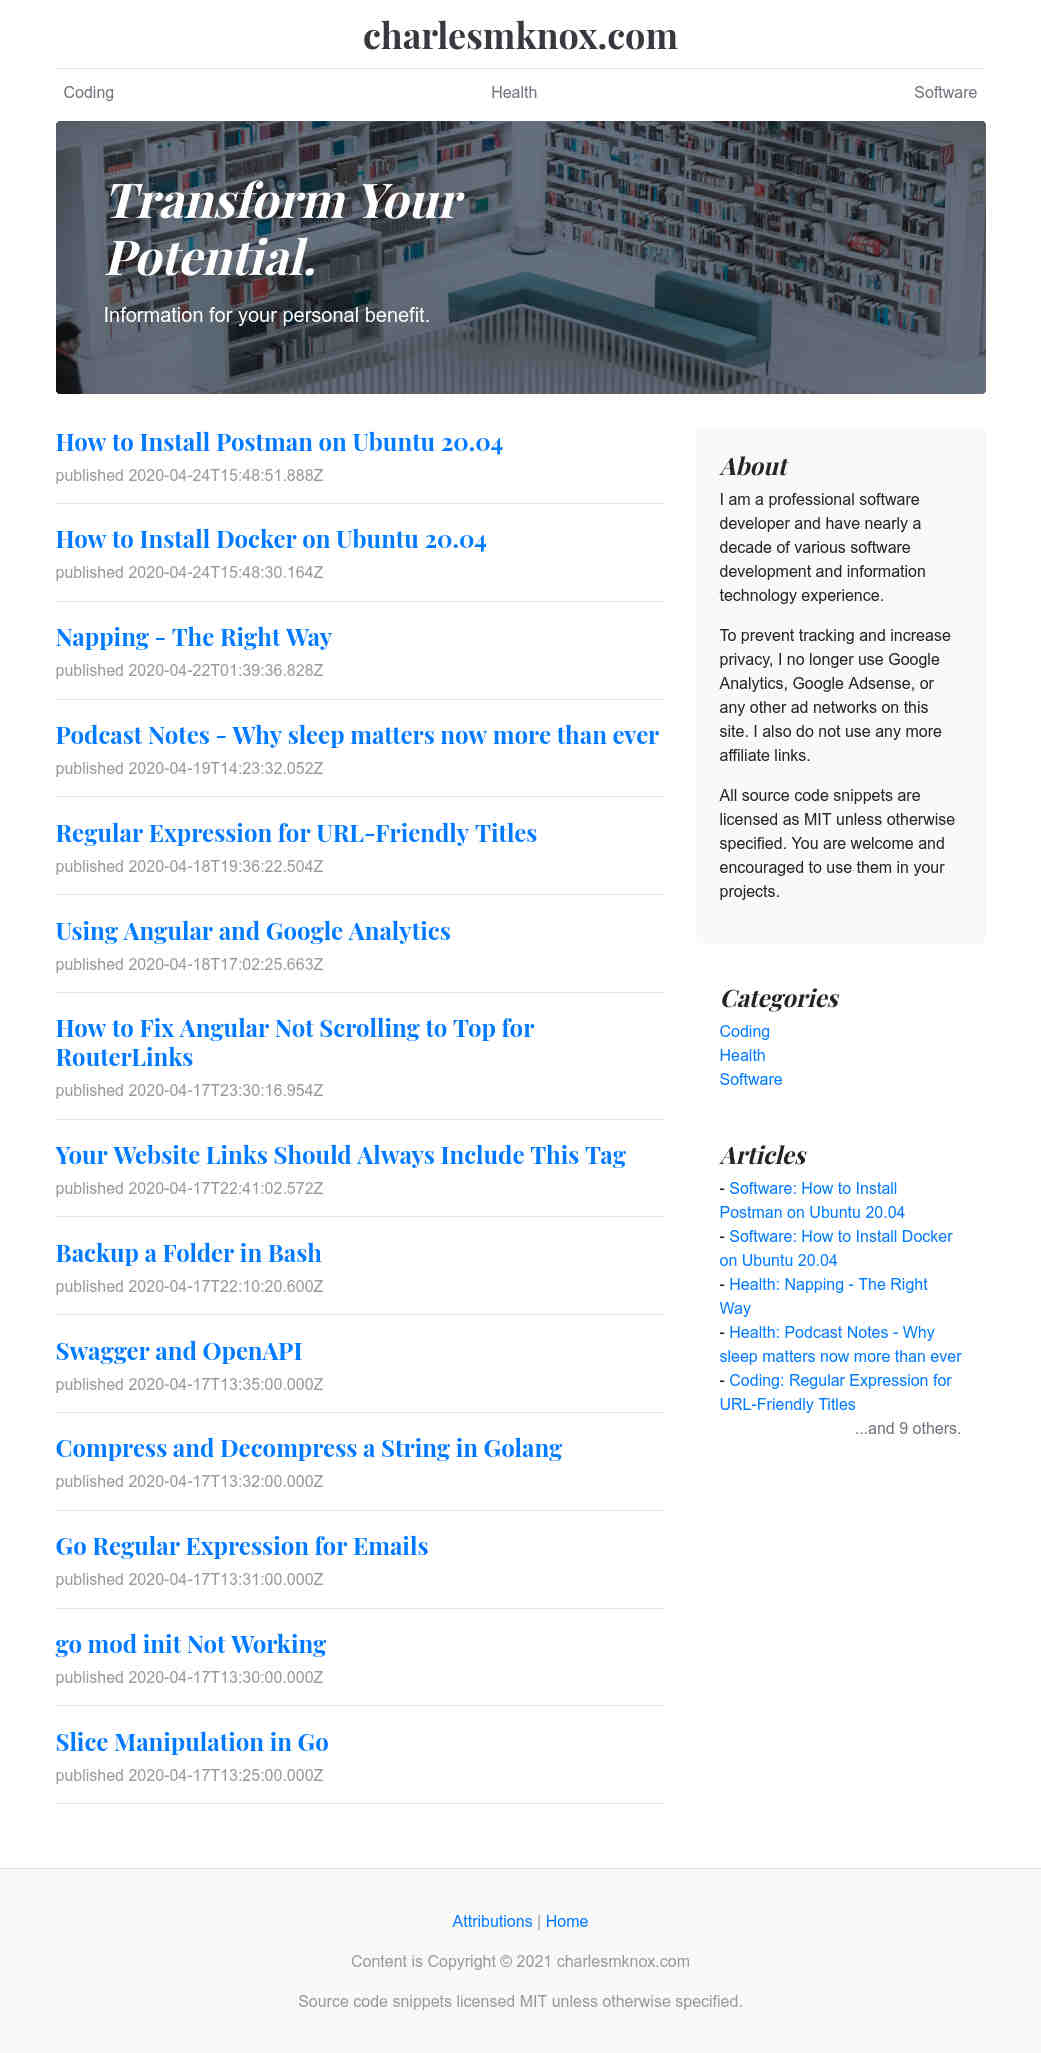 charlesmknox.com
Coding
Health
Software
Transform Your
Potential.
Information for your personal benefit.
How to Install Postman on Ubuntu 20.04
published 2020-04-24T15:48:51.888Z
How to Install Docker on Ubuntu 20.04
published 2020-04-24T15:48:30.164Z
Napping - The Right Way
published 2020-04-22T01:39:36.828Z
Podcast Notes - Why sleep matters now more than ever
published 2020-04-19T14:23:32.052Z
Regular Expression for URL-Friendly Titles
published 2020-04-18T19:36:22.504Z
Using Angular and Google Analytics
published 2020-04-18T17:02:25.663Z
How to Fix Angular Not Scrolling to Top for
RouterLinks
published 2020-04-17T23:30:16.954Z
Your Website Links Should Always Include This Tag
published 2020-04-17T22:41:02.572Z
Backup a Folder in Bash
published 2020-04-17T22:10:20.600Z
Swagger and OpenAPI
published 2020-04-17T13:35:00.000Z
Compress and Decompress a String in Golang
published 2020-04-17T13:32:00.000Z
Go Regular Expression for Emails
published 2020-04-17T13:31:00.000Z
go mod init Not Working
published 2020-04-17T13:30:00.000Z
Slice Manipulation in Go
published 2020-04-17T13:25:00.000Z
About
I am a professional software
developer and have nearly a
decade of various software
development and information
technology experience.
To prevent tracking and increase
privacy, I no longer use Google
Analytics, Google Adsense, or
any other ad networks on this
site. I also do not use any more
affiliate links.
All source code snippets are
licensed as MIT unless otherwise
specified. You are welcome and
encouraged to use them in your
projects.
Categories
Coding
Health
Software
Articles
- Software: How to Install
Postman on Ubuntu 20.04
- Software: How to Install Docker
on Ubuntu 20.04
- Health: Napping - The Right
Way
- Health: Podcast Notes - Why
sleep matters now more than ever
- Coding: Regular Expression for
URL-Friendly Titles
...and 9 others.
Attributions | Home
Content is Copyright © 2021 charlesmknox.com
Source code snippets licensed MIT unless otherwise specified.